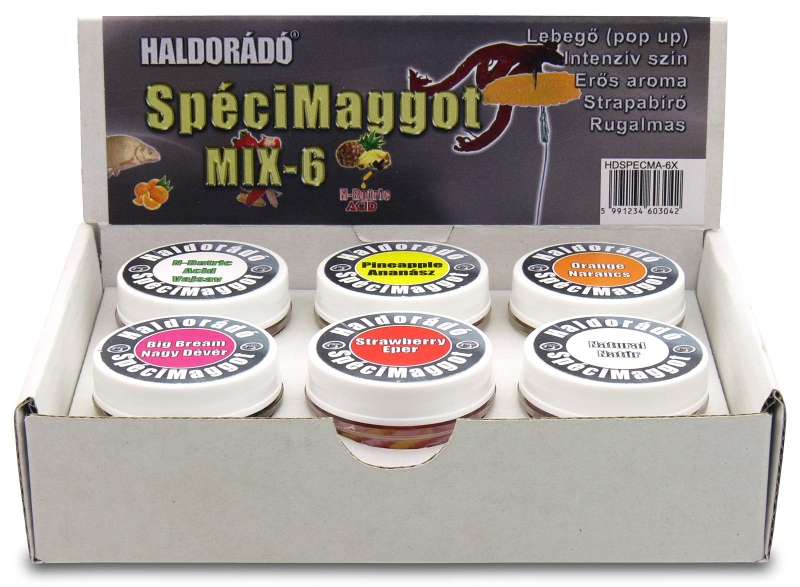 HALDORÁDÓ®
SpéciMaggot
MIX-6
N-Butric
ACID
Lebegő (pop up)
Intenzív szín
Erős aroma
Strapabíró
Rugalmas
HDSPECMA-6X
5 991234 603042
Haldorádó
N-Butric
Acid
Vajsav
SpéciMaggot
Haldorádó
Pineapple
Ananász
SpéciMaggot
Haldorádó
Orange
Narancs
SpéciMaggot
Haldorádó
Big Bream
Nagy Dévér
SpéciMaggot
Haldorádó
Strawberry
Eper
SpéciMaggot
Haldorádó
Natural
Natúr
SpéciMaggot